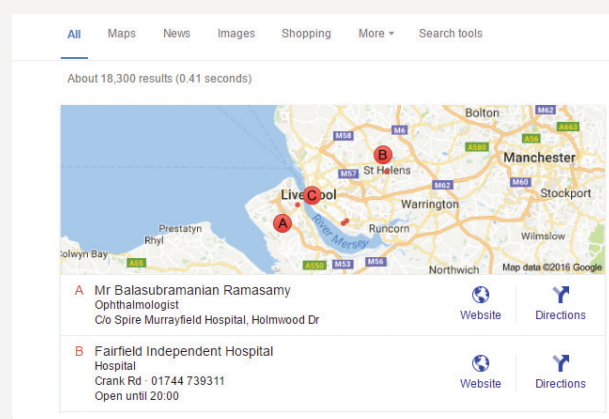 All Maps News Images Shopping More Search tools
About 18,300 results (0.41 seconds)
Bolton M62
M58 M6 A56 A663
B A580
Manchester
M57 St Helens
M62 M60
Liverpool C Stockport
Warrington
A
River Mersey Runcorn
Prestatyn
Rhyl Wilmslow
Colwyn Bay A550 M53 M56
Northwich Map data ©2016 Google
A Mr Balasubramanian Ramasamy
Ophthalmologist
C/o Spire Murrayfield Hospital, Holmwood Dr
Website Directions
B Fairfield Independent Hospital
Hospital
Crank Rd · 01744 739311
Open until 20:00
Website Directions